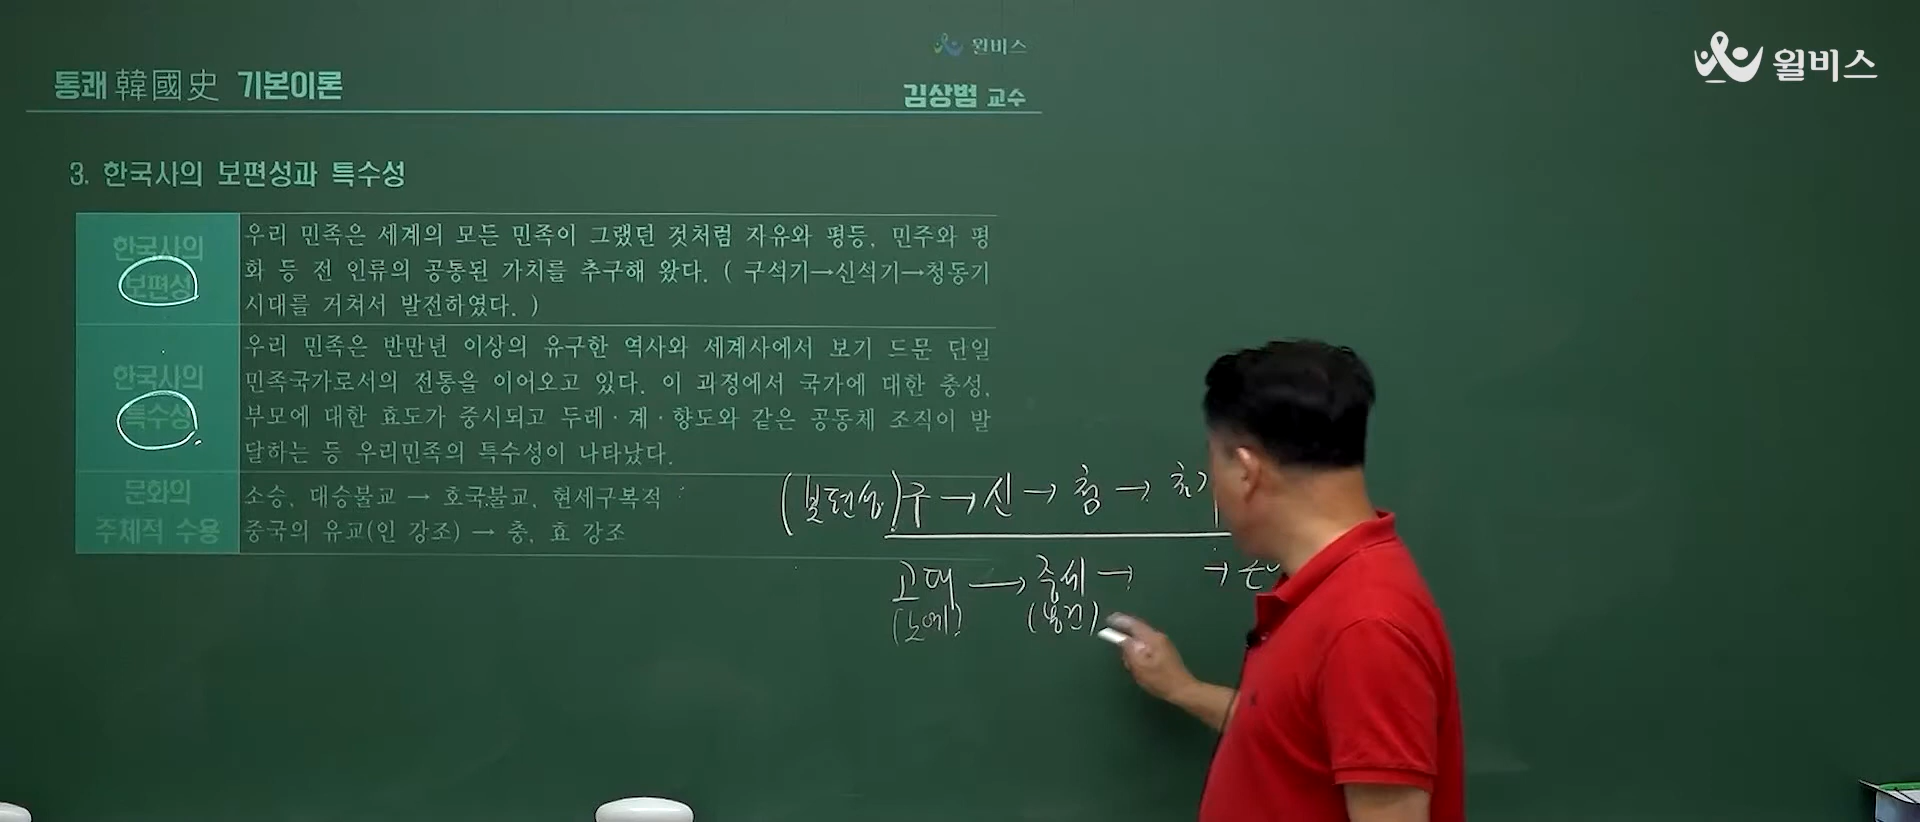 윌비스
윌비스
통쾌 韓國史 기본이론
김상범 교수
3. 한국사의 보편성과 특수성
한국사의
보편성
우리 민족은 세계의 모든 민족이 그랬던 것처럼 자유와 평등, 민주와 평
화 등 전 인류의 공통된 가치를 추구해 왔다. ( 구석기→신석기→청동기
시대를 거쳐서 발전하였다. )
한국사의
특수성
우리 민족은 반만년 이상의 유구한 역사와 세계사에서 보기 드문 단일
민족국가로서의 전통을 이어오고 있다. 이 과정에서 국가에 대한 충성,
부모에 대한 효도가 중시되고 두레·계·향도와 같은 공동체 조직이 발
달하는 등 우리민족의 특수성이 나타났다.
문화의
주체적 수용
소승, 대승불교 → 호국불교, 현세구복적
중국의 유교(인 강조) → 충, 효 강조
(보편성) 구 → 신 → 청 →
고대 → 중세 → →
(노예) (봉건)